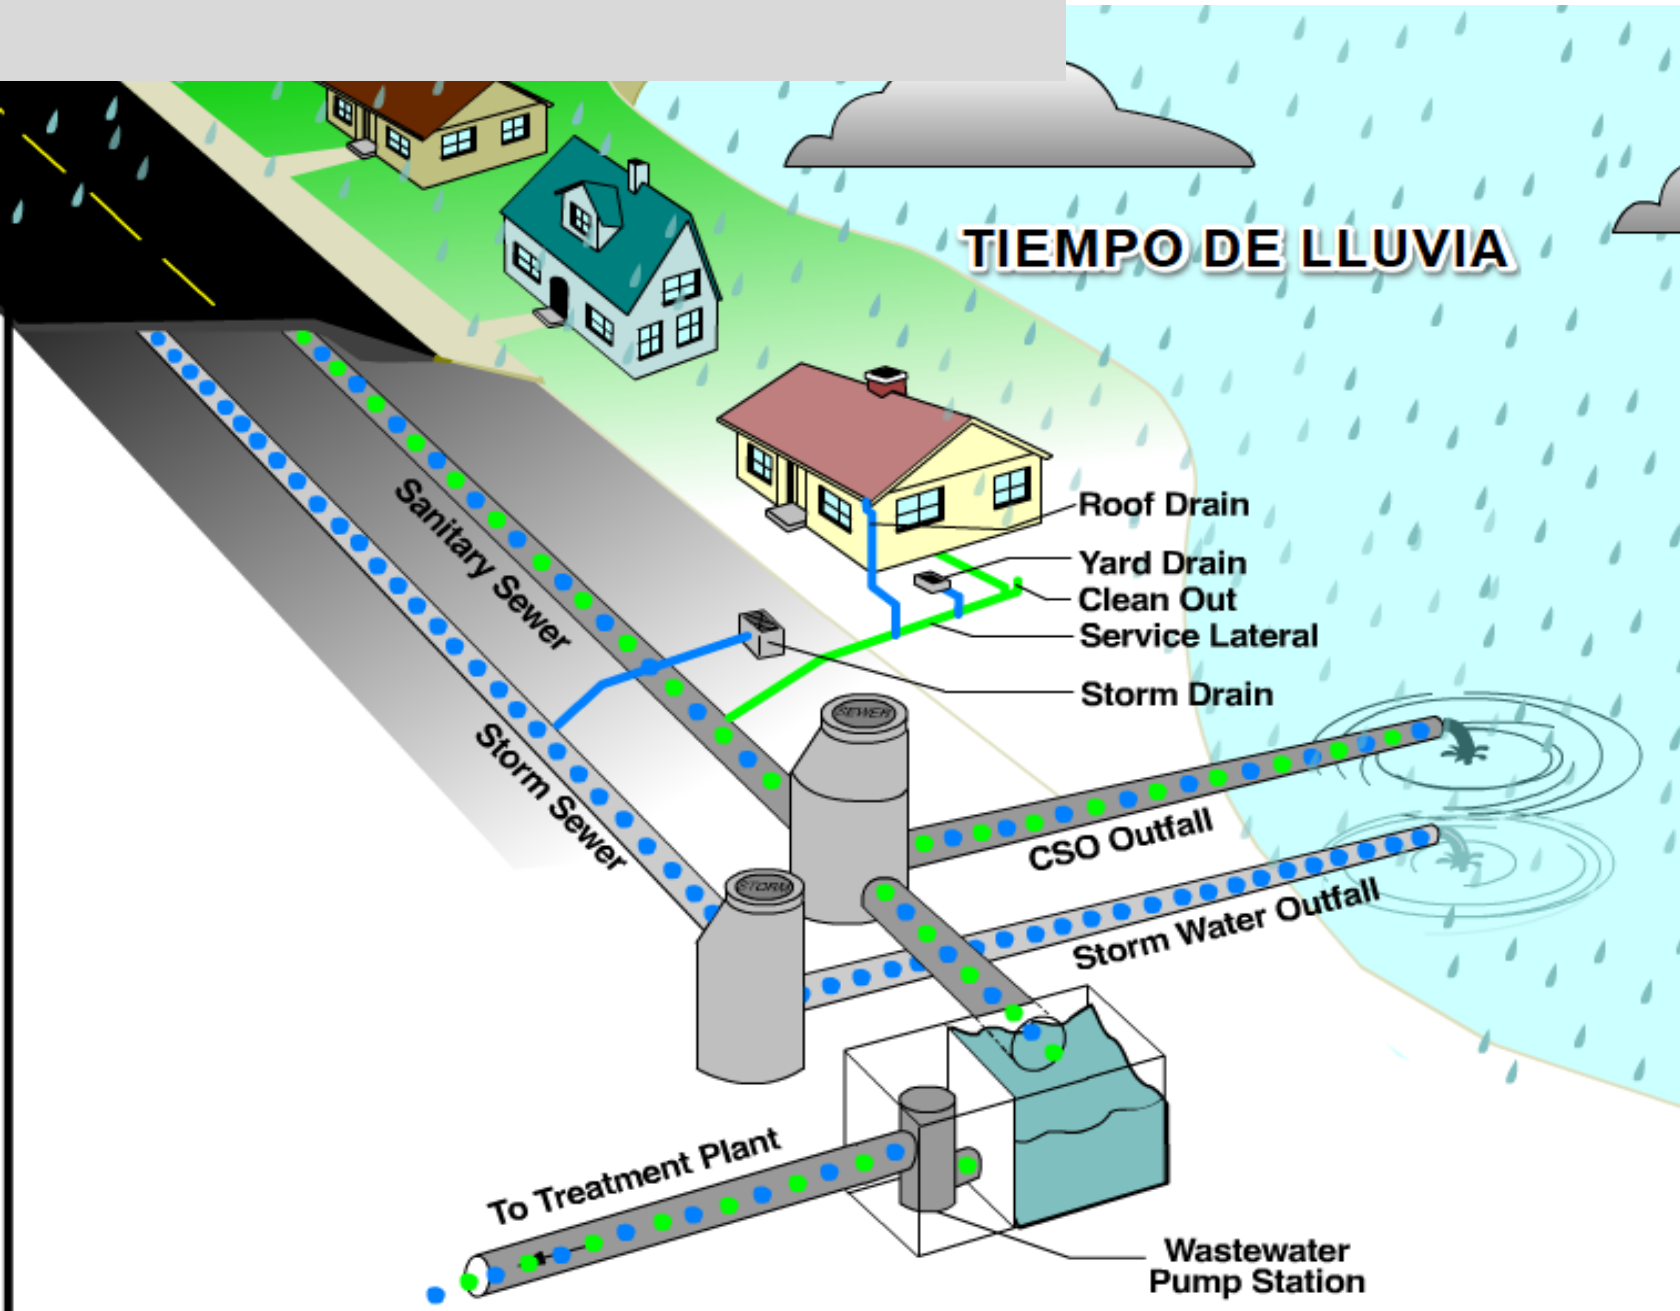 TIEMPO DE LLUVIA
Roof Drain
Yard Drain
Clean Out
Service Lateral
Storm Drain
Sanitary Sewer
Storm Sewer
SEWER
STORM
CSO Outfall
Storm Water Outfall
To Treatment Plant
Wastewater
Pump Station